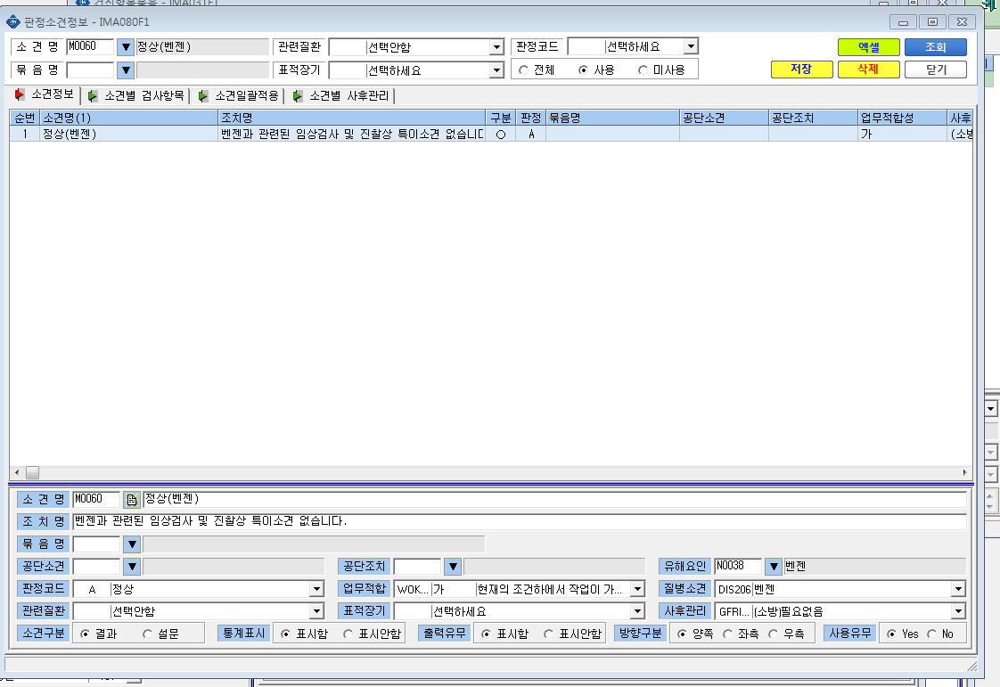 판정소견정보 - IMA080F1
소 견 명 M0060 ▼ 정상(벤젠) 관련질환 선택안함 판정코드 선택하세요 엑셀 조회
묶 음 명 ▼ 표적장기 선택하세요 전체 사용 미사용 저장 삭제 닫기
소견정보 소견별 검사항목 소견일괄적용 소견별 사후관리
순번 소견명(1) 조치명 구분 판정 묶음명 공단소견 공단조치 업무적합성 사후
1 정상(벤젠) 벤젠과 관련된 임상검사 및 진찰상 특이소견 없습니 ○ A 가 (소방
소 견 명 M0060 정상(벤젠)
조 치 명 벤젠과 관련된 임상검사 및 진찰상 특이소견 없습니다.
묶 음 명 ▼
공단소견 ▼ 공단조치 ▼ 유해요인 N0038 ▼ 벤젠
판정코드 A 정상 업무적합 WOK... 가 현재의 조건하에서 작업이 가... 질병소견 DIS206 벤젠
관련질환 선택안함 표적장기 선택하세요 사후관리 GFRI... (소방)필요없음
소견구분 결과 설문 통계표시 표시함 표시안함 출력유무 표시함 표시안함 방향구분 양쪽 좌측 우측 사용유무 Yes No